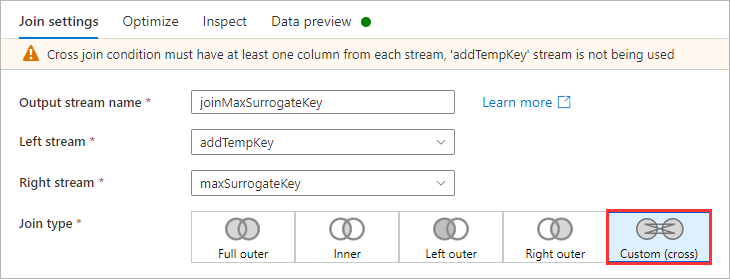 Join settings Optimize Inspect Data preview
Cross join condition must have at least one column from each stream, 'addTempKey' stream is not being used
Output stream name * joinMaxSurrogateKey Learn more
Left stream * addTempKey
Right stream * maxSurrogateKey
Join type *
Full outer Inner Left outer Right outer Custom (cross)